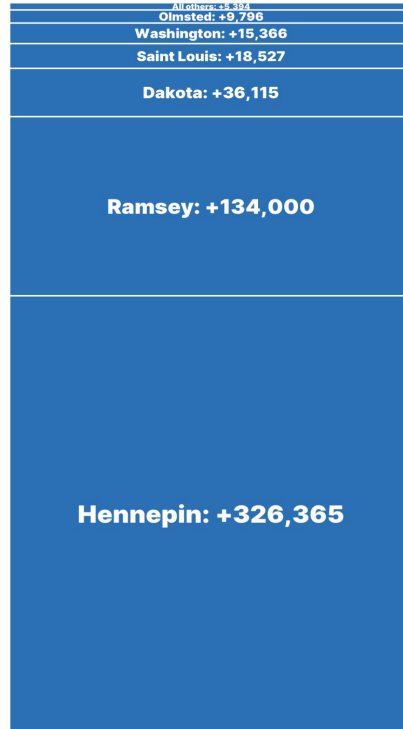 All others: +5,394
Olmsted: +9,796
Washington: +15,366
Saint Louis: +18,527
Dakota: +36,115
Ramsey: +134,000
Hennepin: +326,365